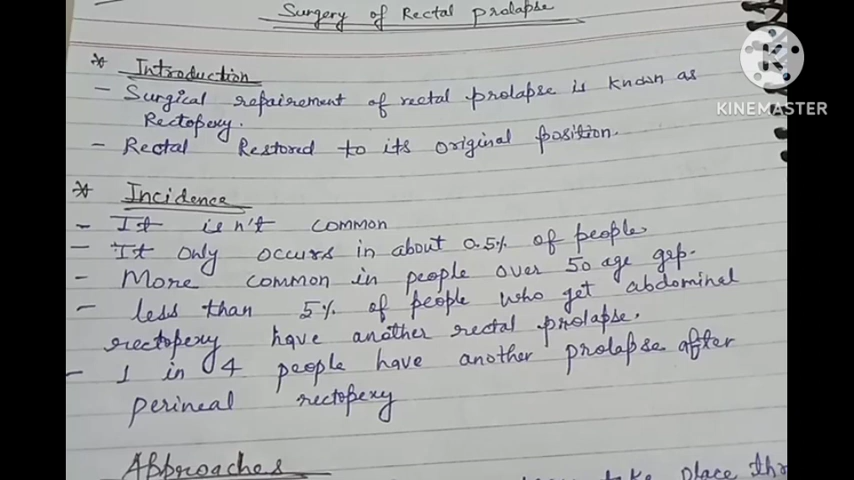 Surgery of Rectal prolapse
* Introduction
- Surgical repairement of rectal prolapse is known as
Rectopexy.
- Rectal Restored to its original position.
* Incidence
- It isn't common
- It only occurs in about 0.5% of people.
- More common in people over 50 age grp.
- less than 5% of people who get abdominal
rectopexy have another rectal prolapse.
- 1 in 4 people have another prolapse after
perineal rectopexy
Approaches
take place
KINEMASTER